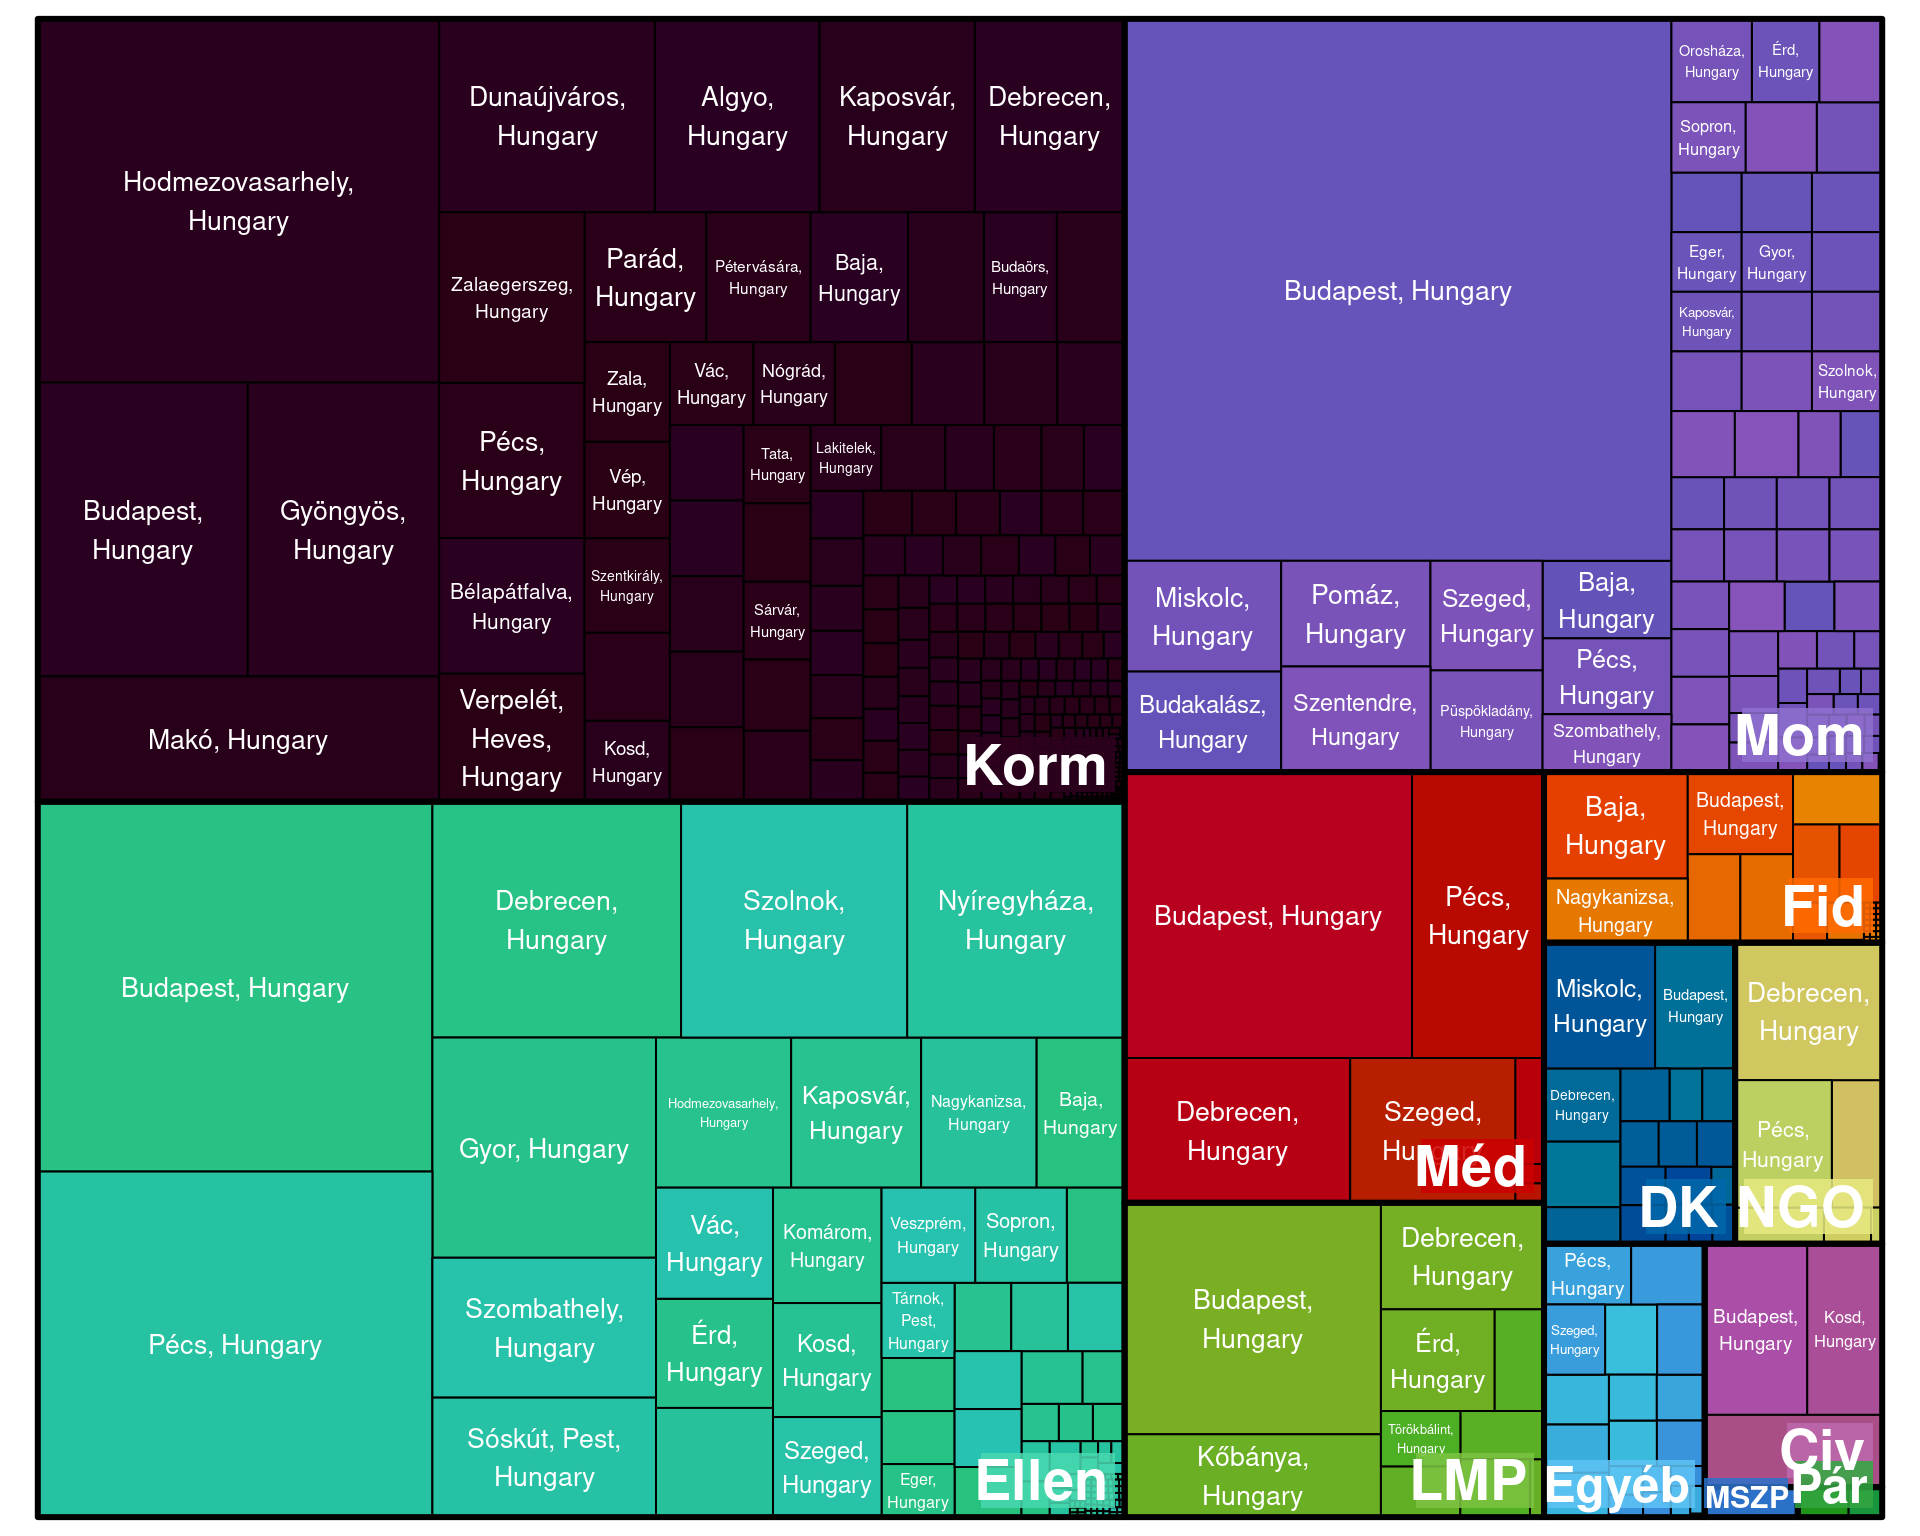 Hodmezovasarhely,
Hungary
Dunaújváros,
Hungary
Algyo,
Hungary
Kaposvár,
Hungary
Debrecen,
Hungary
Zalaegerszeg,
Hungary
Parád,
Hungary
Pétervására,
Hungary
Baja,
Hungary
Budaörs,
Hungary
Zala,
Hungary
Vác,
Hungary
Nógrád,
Hungary
Budapest,
Hungary
Gyöngyös,
Hungary
Pécs,
Hungary
Vép,
Hungary
Tata,
Hungary
Lakitelek,
Hungary
Bélapátfalva,
Hungary
Szentkirály,
Hungary
Sárvár,
Hungary
Makó, Hungary
Verpelét,
Heves,
Hungary
Kosd,
Hungary
Korm
Budapest, Hungary
Orosháza,
Hungary
Érd,
Hungary
Sopron,
Hungary
Eger,
Hungary
Gyor,
Hungary
Kaposvár,
Hungary
Szolnok,
Hungary
Miskolc,
Hungary
Pomáz,
Hungary
Szeged,
Hungary
Baja,
Hungary
Budakalász,
Hungary
Szentendre,
Hungary
Püspökladány,
Hungary
Pécs,
Hungary
Szombathely,
Hungary
Mom
Budapest, Hungary
Debrecen,
Hungary
Szolnok,
Hungary
Nyíregyháza,
Hungary
Pécs, Hungary
Gyor, Hungary
Hodmezovasarhely,
Hungary
Kaposvár,
Hungary
Nagykanizsa,
Hungary
Baja,
Hungary
Szombathely,
Hungary
Sóskút, Pest,
Hungary
Vác,
Hungary
Komárom,
Hungary
Veszprém,
Hungary
Sopron,
Hungary
Érd,
Hungary
Kosd,
Hungary
Tárnok,
Pest,
Hungary
Szeged,
Hungary
Eger,
Hungary
Ellen
Budapest, Hungary
Pécs,
Hungary
Debrecen,
Hungary
Szeged,
Hungary
Méd
Baja,
Hungary
Budapest,
Hungary
Nagykanizsa,
Hungary
Fid
Miskolc,
Hungary
Budapest,
Hungary
Debrecen,
Hungary
DK
Debrecen,
Hungary
Pécs,
Hungary
NGO
Budapest,
Hungary
Debrecen,
Hungary
Érd,
Hungary
Törökbálint,
Hungary
Kőbánya,
Hungary
LMP
Pécs,
Hungary
Szeged,
Hungary
Egyéb
Budapest,
Hungary
Kosd,
Hungary
Civ
MSZP
Pár